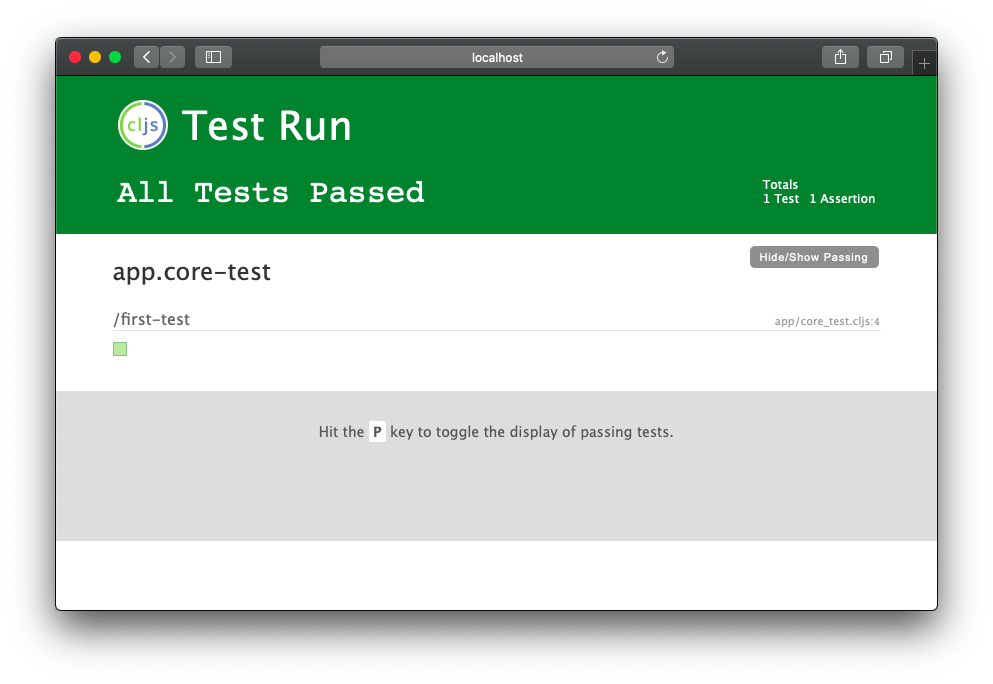 localhost
cljs Test Run
All Tests Passed
Totals
1 Test 1 Assertion
Hide/Show Passing
app.core-test
/first-test
app/core_test.cljs:4
Hit the P key to toggle the display of passing tests.